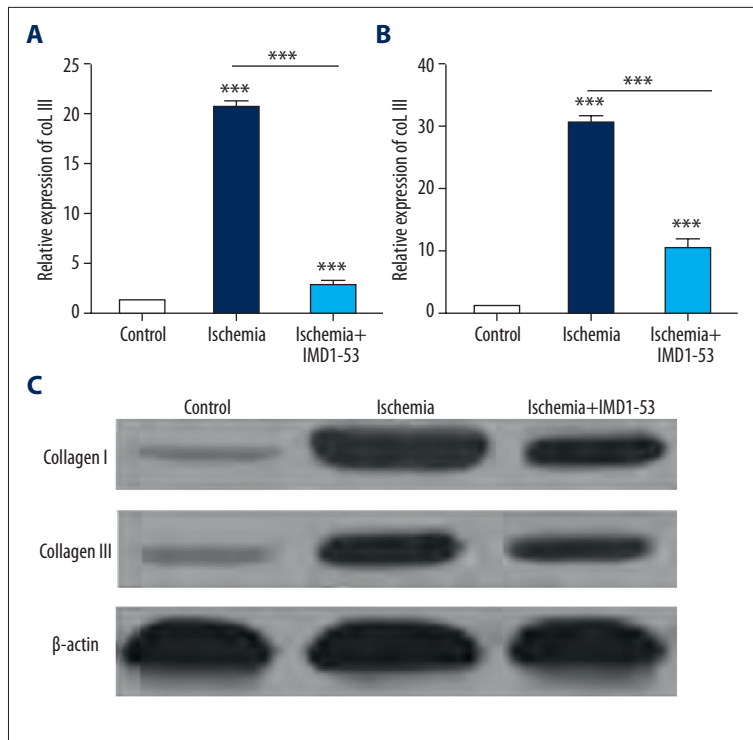 A
Relative expression of coL III
25
20
15
10
5
0
***
***
***
Control
Ischemia
Ischemia+
IMD1-53
B
Relative expression of coL III
40
30
20
10
0
***
***
***
Control
Ischemia
Ischemia+
IMD1-53
C
Control Ischemia Ischemia+IMD1-53
Collagen I
Collagen III
β-actin